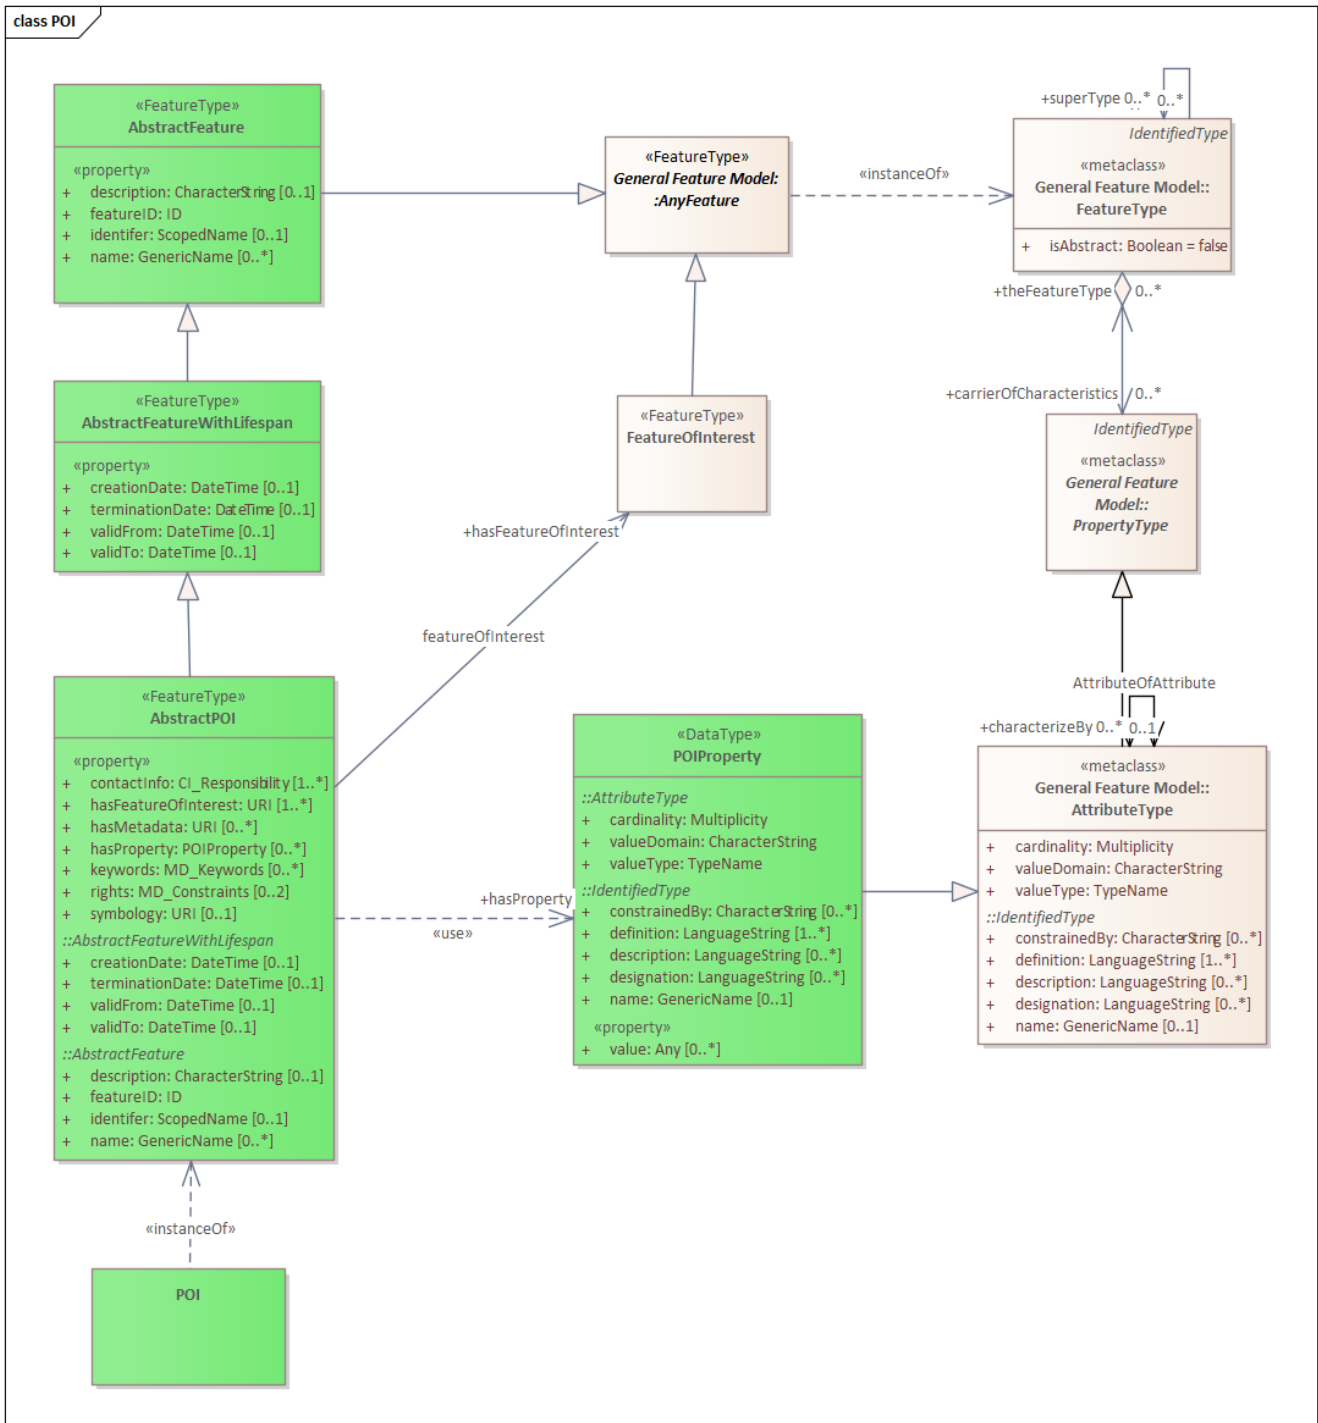 class POI
«FeatureType»
AbstractFeature
«property»
+ description: CharacterString [0..1]
+ featureID: ID
+ identifer: ScopedName [0..1]
+ name: GenericName [0..*]
«FeatureType»
General Feature Model:
:AnyFeature
«instanceOf»
+superType 0..* 0..*
IdentifiedType
«metaclass»
General Feature Model::
FeatureType
+ isAbstract: Boolean = false
+theFeatureType 0..*
+carrierOfCharacteristics 0..*
IdentifiedType
«metaclass»
General Feature
Model::
PropertyType
«FeatureType»
AbstractFeatureWithLifespan
«property»
+ creationDate: DateTime [0..1]
+ terminationDate: DateTime [0..1]
+ validFrom: DateTime [0..1]
+ validTo: DateTime [0..1]
«FeatureType»
FeatureOfInterest
+hasFeatureOfInterest
featureOfInterest
«FeatureType»
AbstractPOI
«property»
+ contactInfo: CI_Responsibility [1..*]
+ hasFeatureOfInterest: URI [1..*]
+ hasMetadata: URI [0..*]
+ hasProperty: POIProperty [0..*]
+ keywords: MD_Keywords [0..*]
+ rights: MD_Constraints [0..2]
+ symbology: URI [0..1]
::AbstractFeatureWithLifespan
+ creationDate: DateTime [0..1]
+ terminationDate: DateTime [0..1]
+ validFrom: DateTime [0..1]
+ validTo: DateTime [0..1]
::AbstractFeature
+ description: CharacterString [0..1]
+ featureID: ID
+ identifer: ScopedName [0..1]
+ name: GenericName [0..*]
+hasProperty
«use»
«DataType»
POIProperty
::AttributeType
+ cardinality: Multiplicity
+ valueDomain: CharacterString
+ valueType: TypeName
::IdentifiedType
+ constrainedBy: CharacterString [0..*]
+ definition: LanguageString [1..*]
+ description: LanguageString [0..*]
+ designation: LanguageString [0..*]
+ name: GenericName [0..1]
«property»
+ value: Any [0..*]
AttributeOfAttribute
+characterizeBy 0..* 0..1
«metaclass»
General Feature Model::
AttributeType
+ cardinality: Multiplicity
+ valueDomain: CharacterString
+ valueType: TypeName
::IdentifiedType
+ constrainedBy: CharacterString [0..*]
+ definition: LanguageString [1..*]
+ description: LanguageString [0..*]
+ designation: LanguageString [0..*]
+ name: GenericName [0..1]
«instanceOf»
POI